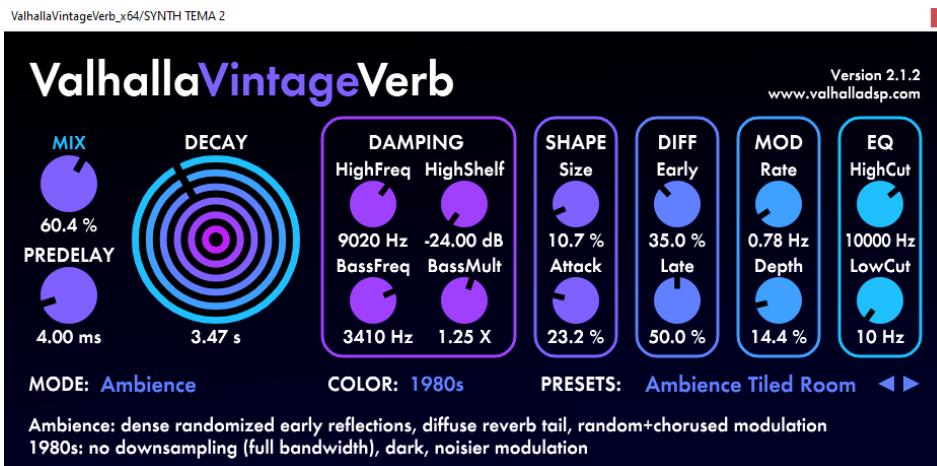 ValhallaVintageVerb_x64/SYNTH TEMA 2
ValhallaVintageVerb
Version 2.1.2
www.valhalladsp.com
MIX
60.4 %
PREDELAY
4.00 ms
DECAY
3.47 s
DAMPING
HighFreq HighShelf
9020 Hz -24.00 dB
BassFreq BassMult
3410 Hz 1.25 X
SHAPE
Size
10.7 %
Attack
23.2 %
DIFF
Early
35.0 %
Late
50.0 %
MOD
Rate
0.78 Hz
Depth
14.4 %
EQ
HighCut
10000 Hz
LowCut
10 Hz
MODE: Ambience COLOR: 1980s PRESETS: Ambience Tiled Room
Ambience: dense randomized early reflections, diffuse reverb tail, random+chorused modulation
1980s: no downsampling (full bandwidth), dark, noisier modulation